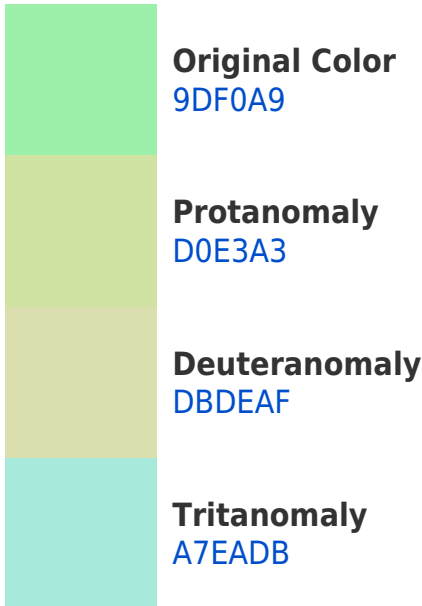 Original Color
9DF0A9
Protanomaly
D0E3A3
Deuteranomaly
DBDEAF
Tritanomaly
A7EADB